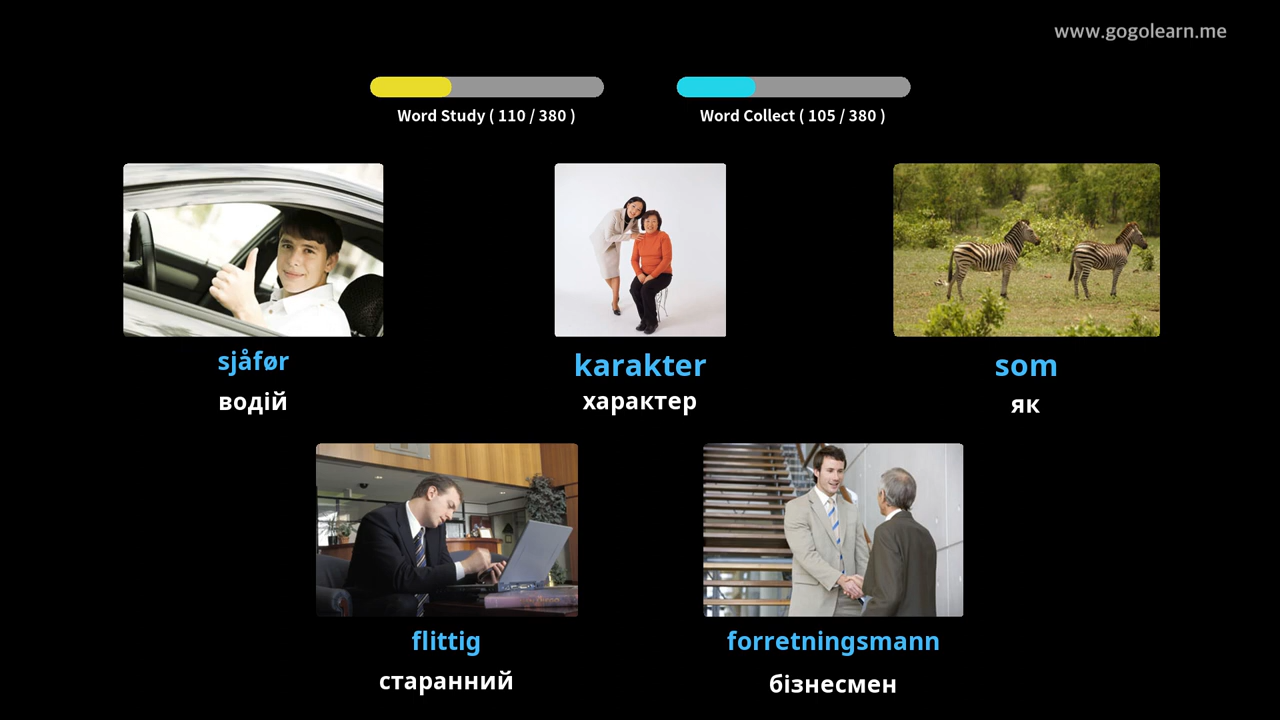 www.gogolearn.me
Word Study ( 110 / 380 )
Word Collect ( 105 / 380 )
sjåfør
водій
karakter
характер
som
як
flittig
старанний
forretningsmann
бізнесмен